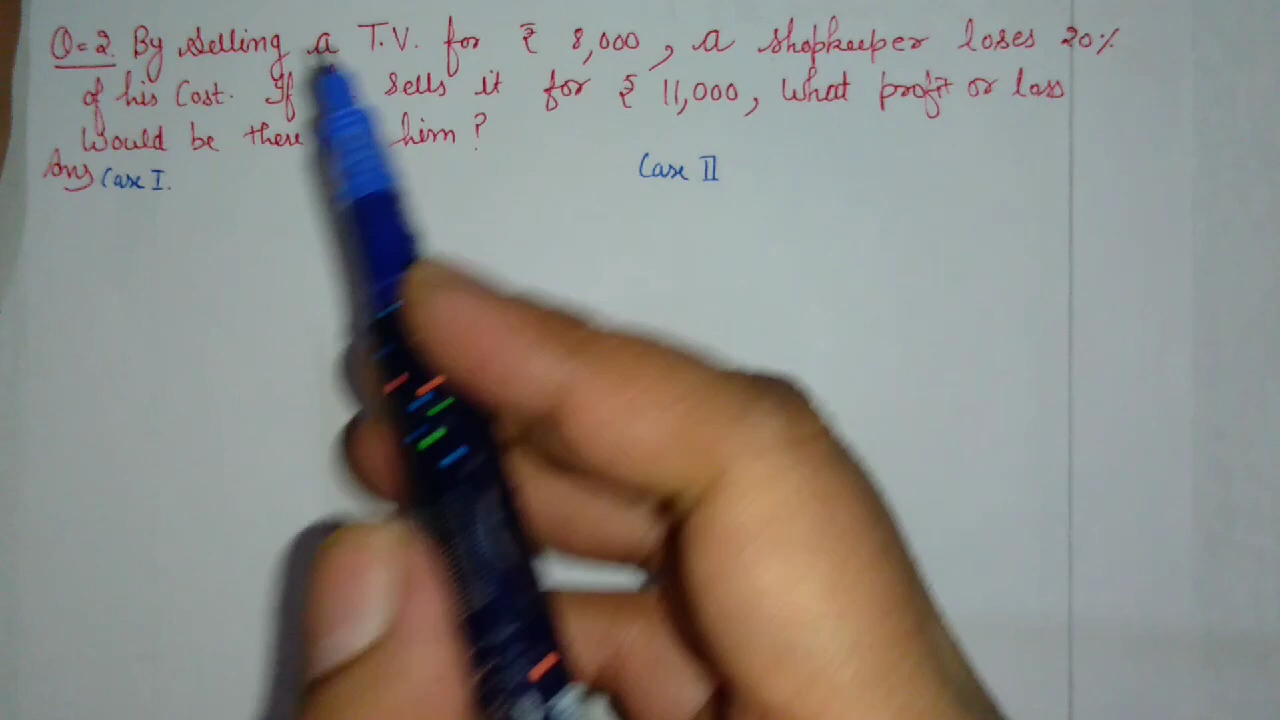 Q=2. By selling a T.V. for ₹ 8,000, a shopkeeper loses 20%
of his Cost. If sells it for ₹ 11,000, What profit or loss
Would be there him?
Ans Case I.
Case II